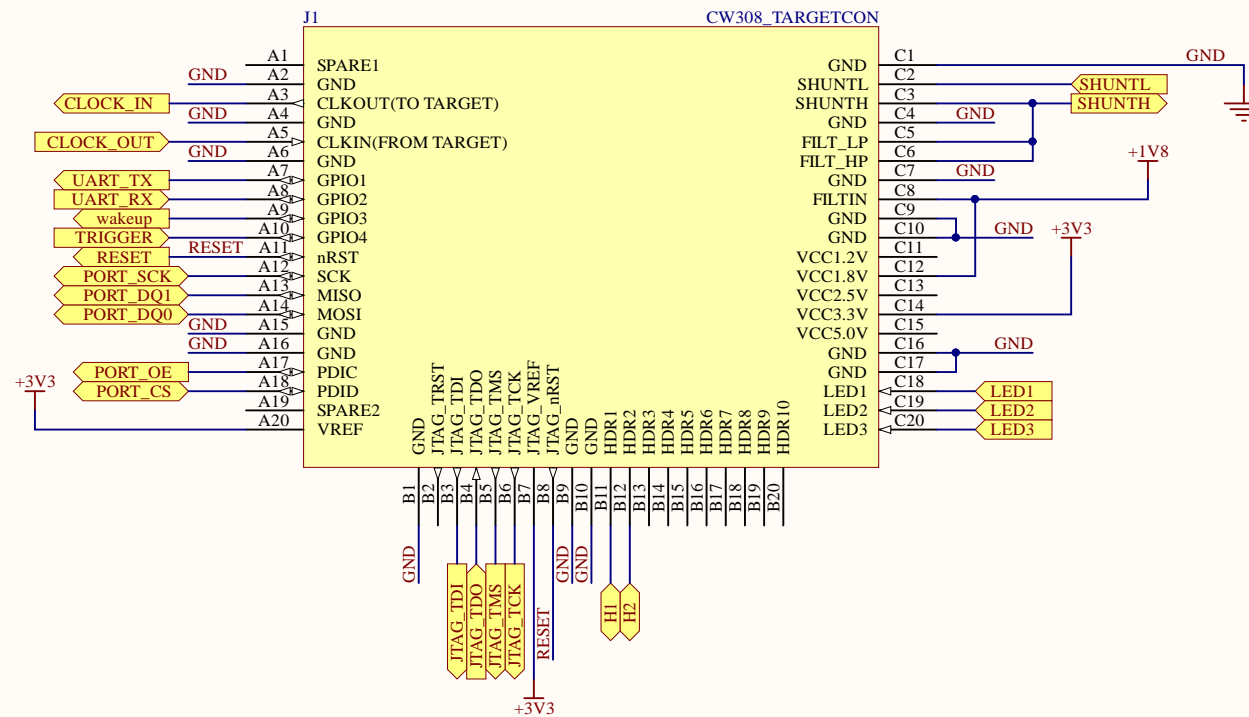 J1 CW308_TARGETCON
A1 SPARE1
GND A2 GND
CLOCK_IN A3 CLKOUT(TO TARGET)
GND A4 GND
CLOCK_OUT A5 CLKIN(FROM TARGET)
GND A6 GND
UART_TX A7 GPIO1
UART_RX A8 GPIO2
wakeup A9 GPIO3
TRIGGER A10 GPIO4
RESET RESET A11 nRST
PORT_SCK A12 SCK
PORT_DQ1 A13 MISO
PORT_DQ0 A14 MOSI
GND A15 GND
GND A16 GND
PORT_OE A17 PDIC
PORT_CS A18 PDID
A19 SPARE2
+3V3 A20 VREF
GND C1 GND
SHUNTL C2 SHUNTL
SHUNTH C3 SHUNTH
GND C4 GND
FILT_LP C5
FILT_HP C6
GND C7 GND
FILTIN C8 +1V8
GND C9
GND C10 GND
VCC1.2V C11
VCC1.8V C12
VCC2.5V C13
VCC3.3V C14 +3V3
VCC5.0V C15
GND C16 GND
GND C17
LED1 C18 LED1
LED2 C19 LED2
LED3 C20 LED3
GND B1 GND
JTAG_TRST B2
JTAG_TDI B3 JTAG_TDI
JTAG_TDO B4 JTAG_TDO
JTAG_TMS B5 JTAG_TMS
JTAG_TCK B6 JTAG_TCK
JTAG_VREF B7 +3V3
JTAG_nRST B8 RESET
GND B9 GND
GND B10 GND
HDR1 B11 H1
HDR2 B12 H2
HDR3 B13
HDR4 B14
HDR5 B15
HDR6 B16
HDR7 B17
HDR8 B18
HDR9 B19
HDR10 B20